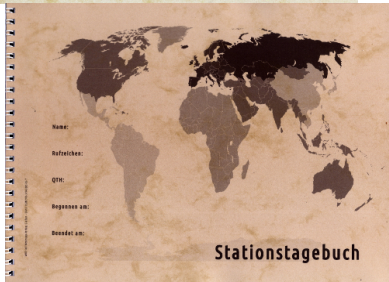 Name:
Rufzeichen:
QTH:
Begonnen am:
Beendet am:
Stationstagebuch